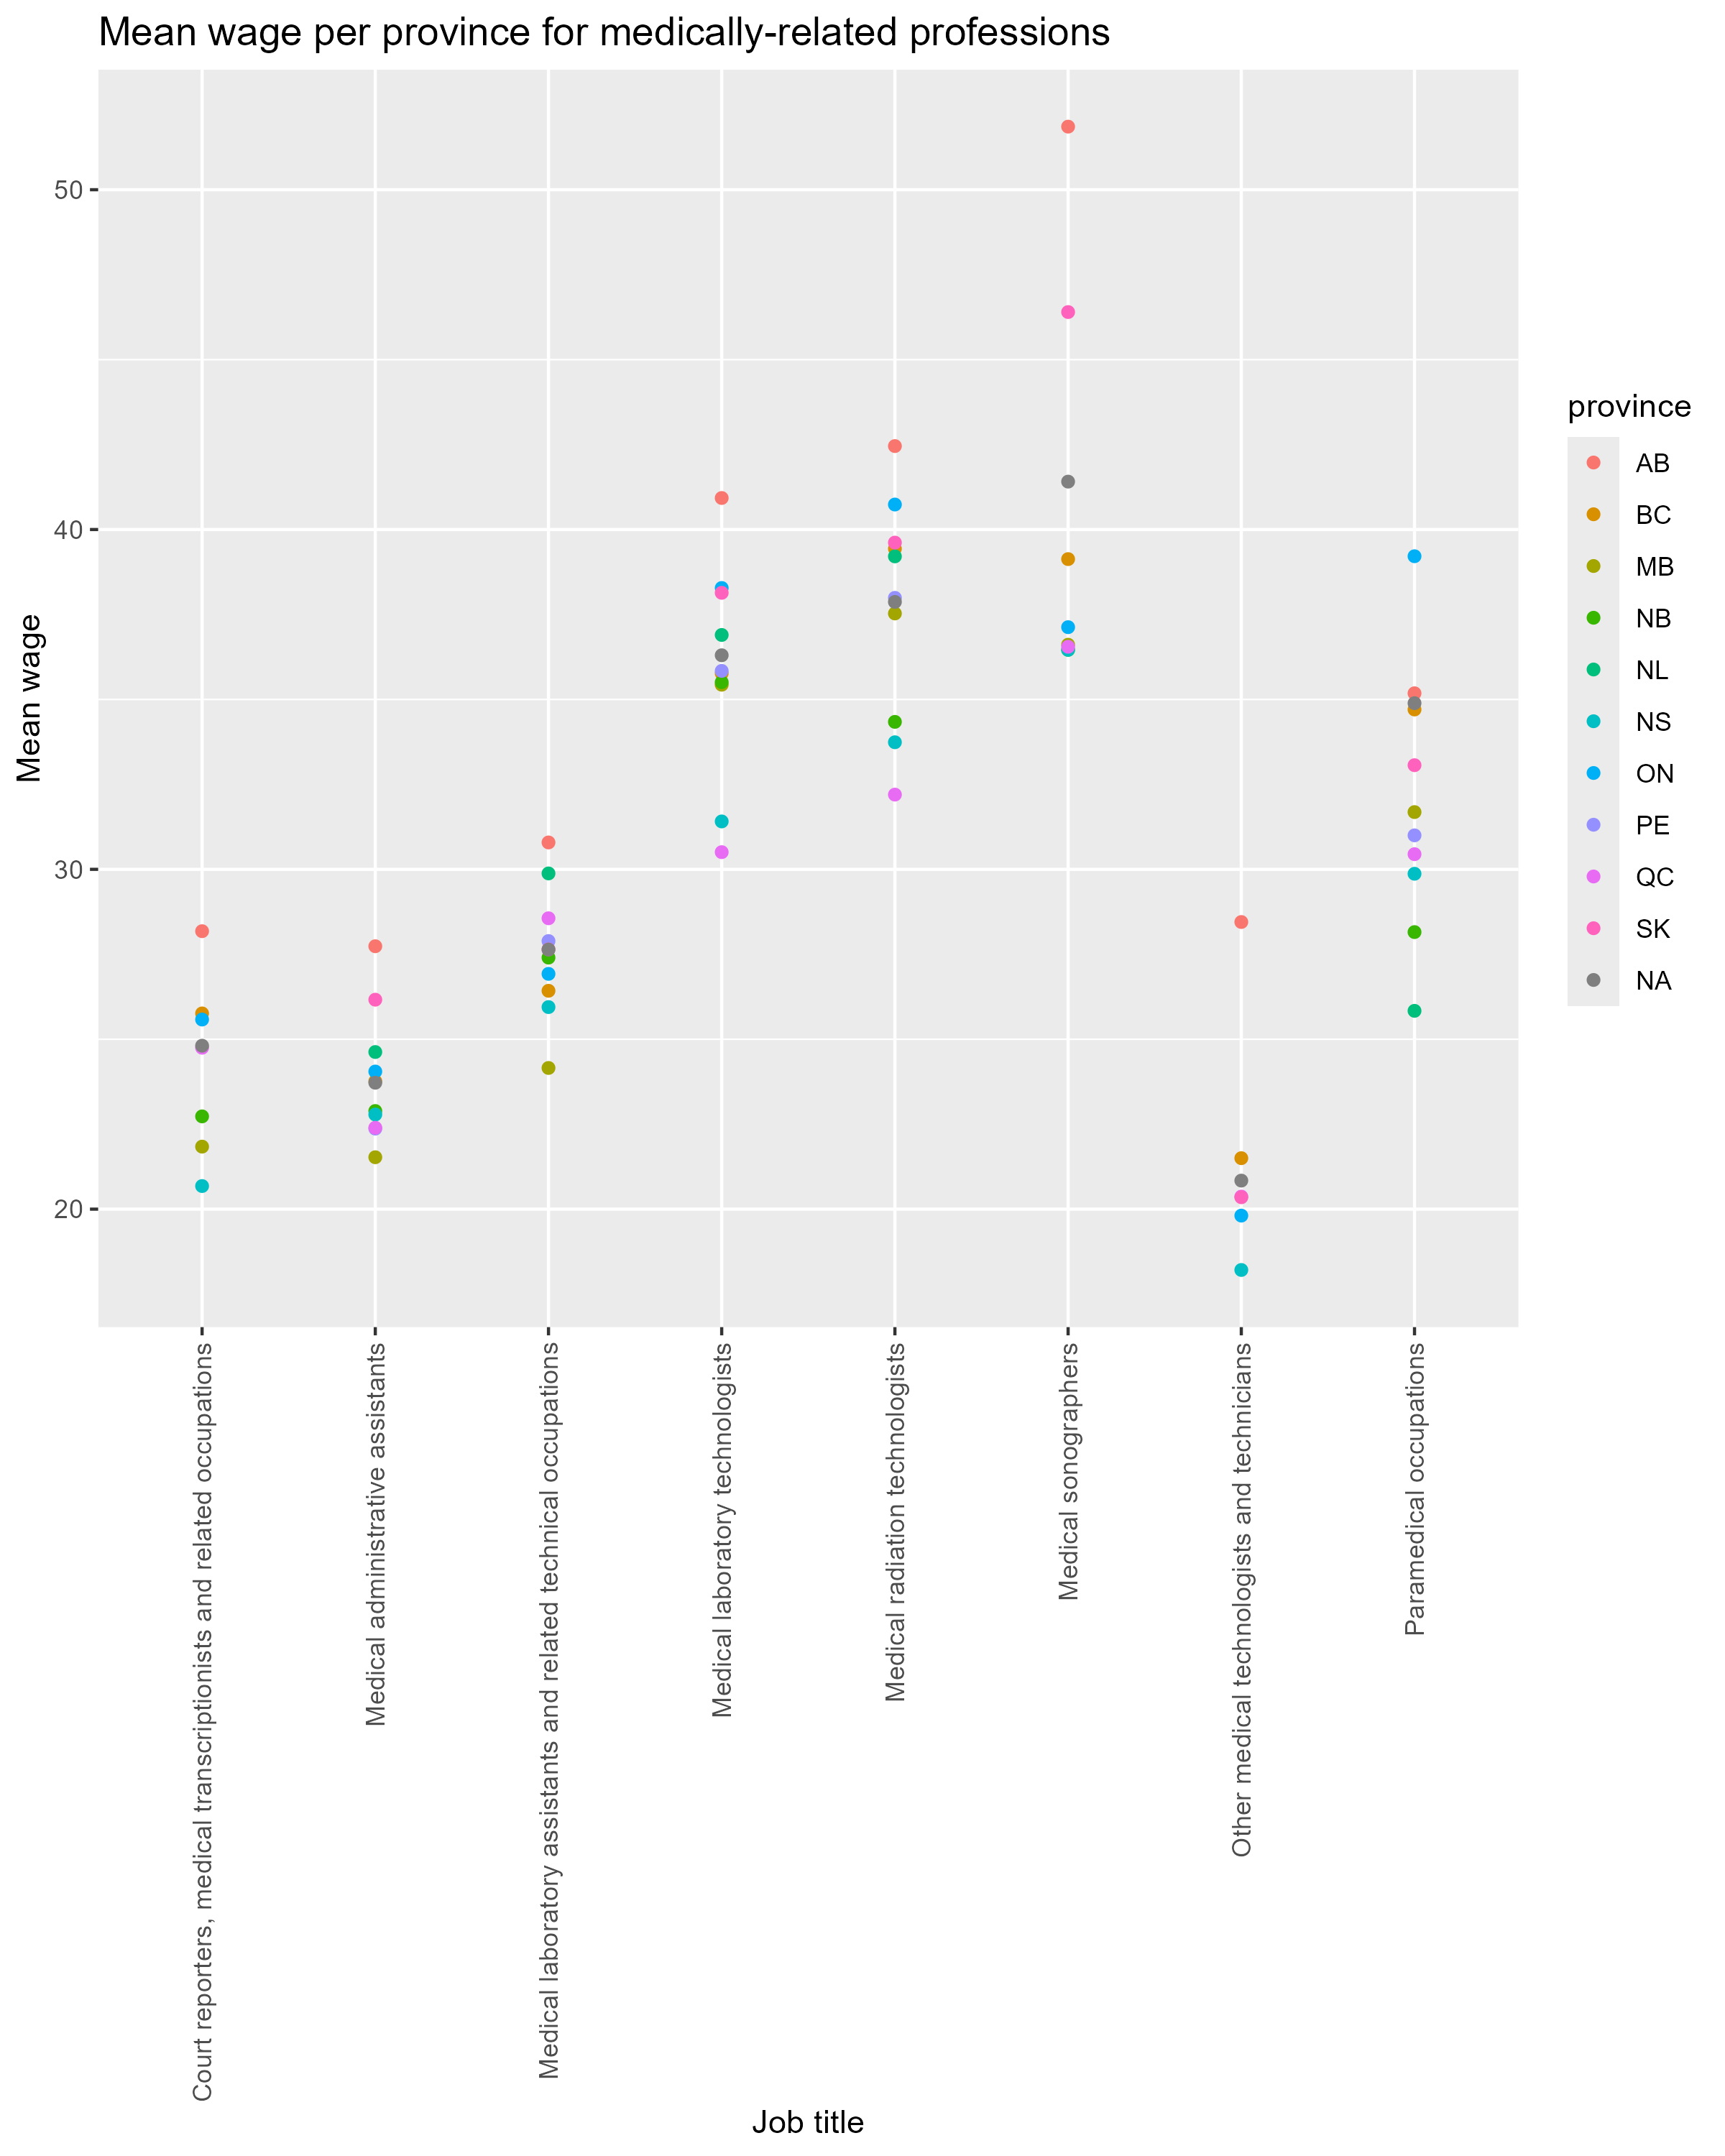 Mean wage per province for medically-related professions
50
40
30
20
Mean wage
Court reporters, medical transcriptionists and related occupations
Medical administrative assistants
Medical laboratory assistants and related technical occupations
Medical laboratory technologists
Medical radiation technologists
Medical sonographers
Other medical technologists and technicians
Paramedical occupations
Job title
province
AB
BC
MB
NB
NL
NS
ON
PE
QC
SK
NA